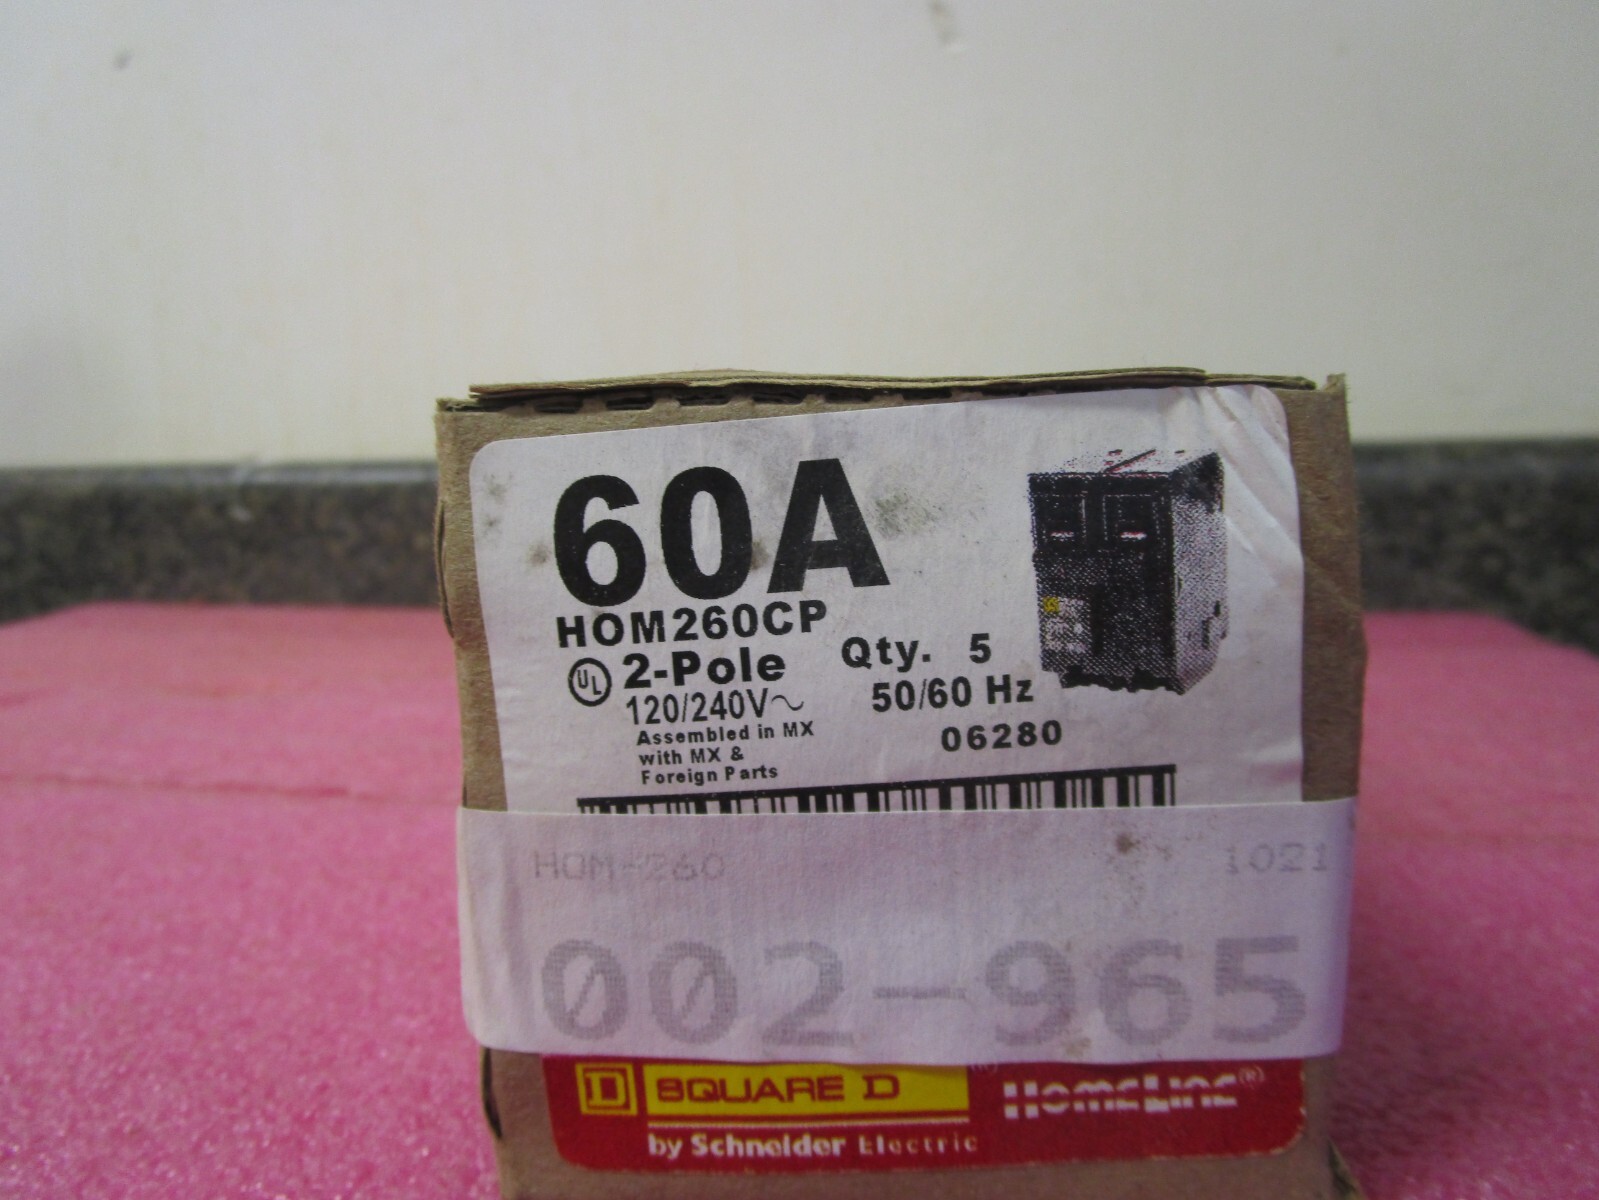 60A
HOM260CP
UL 2-Pole Qty. 5
120/240V~ 50/60 Hz
Assembled in MX
with MX &
Foreign Parts
06280
HOM-260 1021
002-965
D SQUARE D HOMELINE®
by Schneider Electric